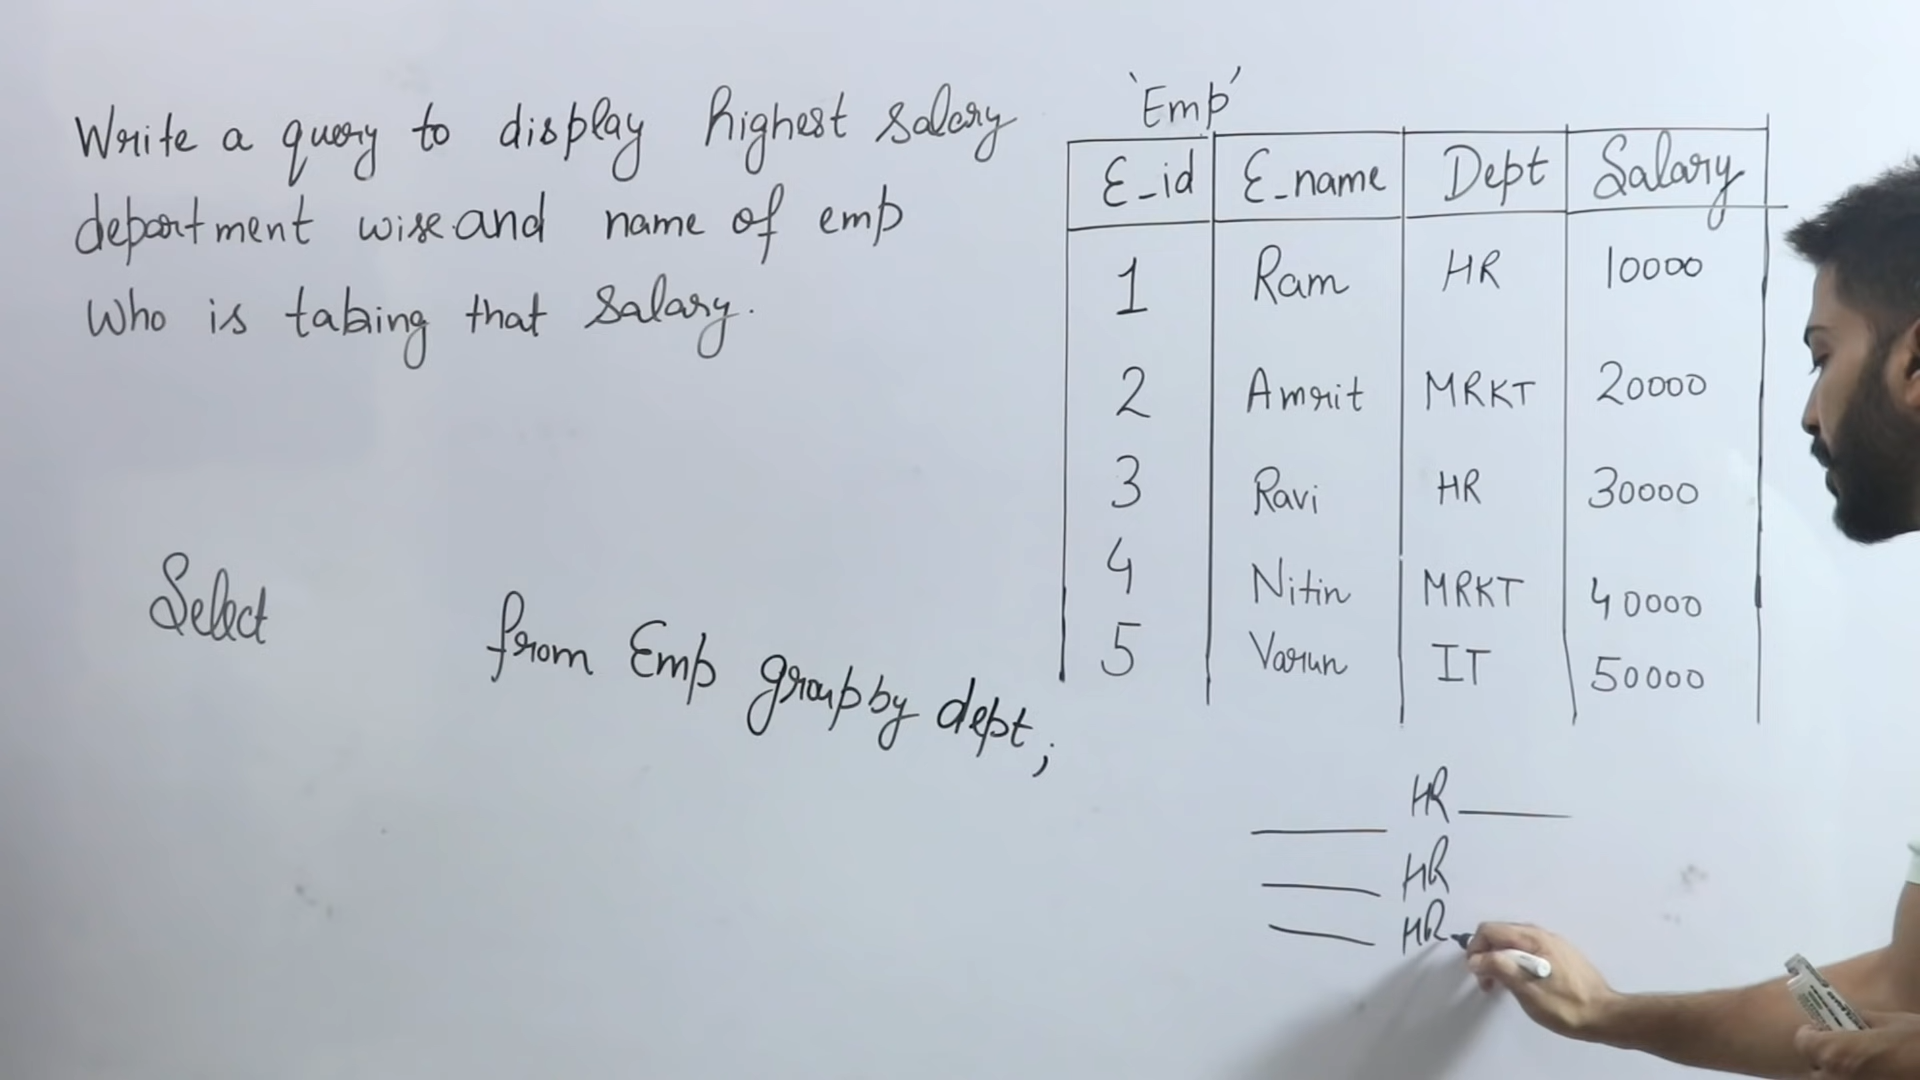 Write a query to display highest salary
department wise and name of emp
who is taking that salary.
Select from Emp group by dept;
'Emp'
E_id E_name Dept Salary
1 Ram HR 10000
2 Amrit MRKT 20000
3 Ravi HR 30000
4 Nitin MRKT 40000
5 Varun IT 50000
HR
HR
HR